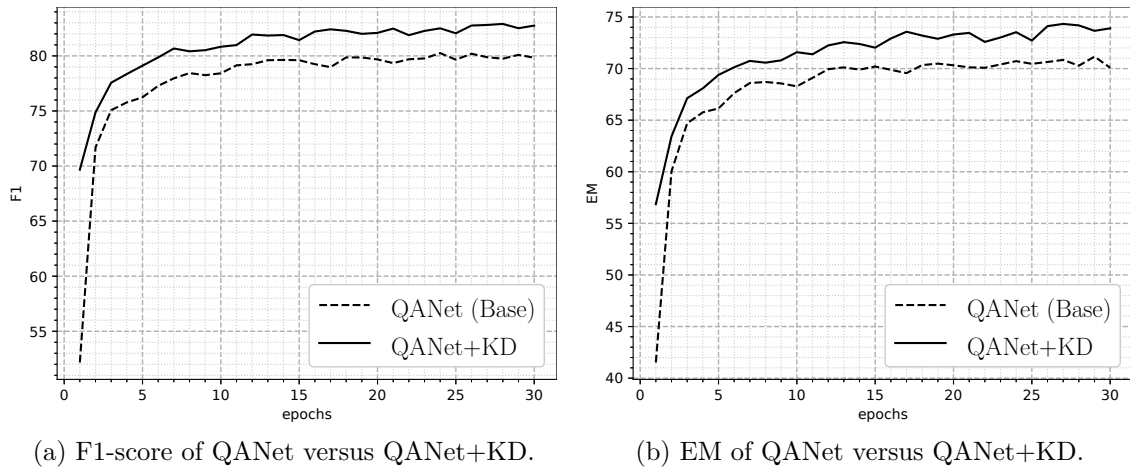 80
75
70
65
60
55
F1
0 5 10 15 20 25 30
epochs
QANet (Base)
QANet+KD
(a) F1-score of QANet versus QANet+KD.
75
70
65
60
55
50
45
40
EM
0 5 10 15 20 25 30
epochs
QANet (Base)
QANet+KD
(b) EM of QANet versus QANet+KD.